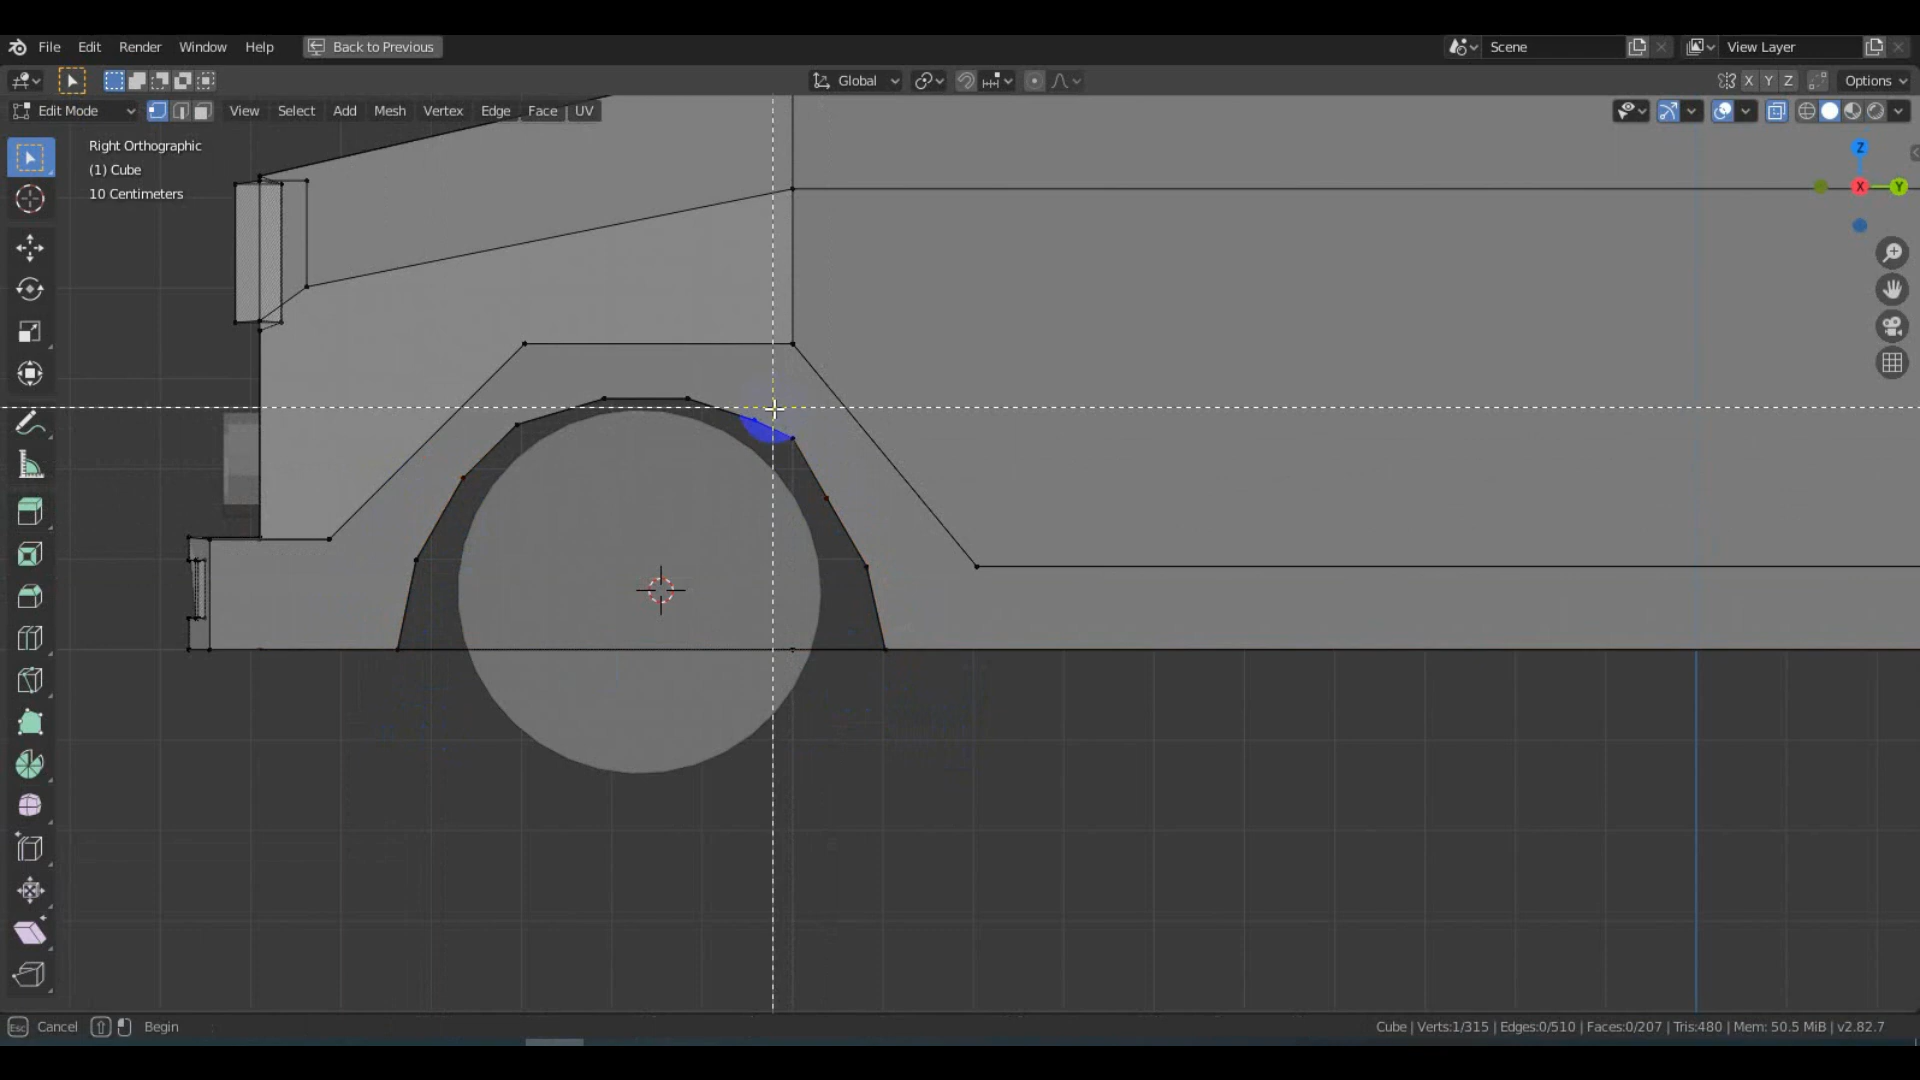 File Edit Render Window Help Back to Previous Scene View Layer
Global X Y Z Options
Edit Mode View Select Add Mesh Vertex Edge Face UV
Right Orthographic
(1) Cube
10 Centimeters
Z
X Y
Esc Cancel Begin Cube | Verts:1/315 | Edges:0/510 | Faces:0/207 | Tris:480 | Mem: 50.5 MiB | v2.82.7